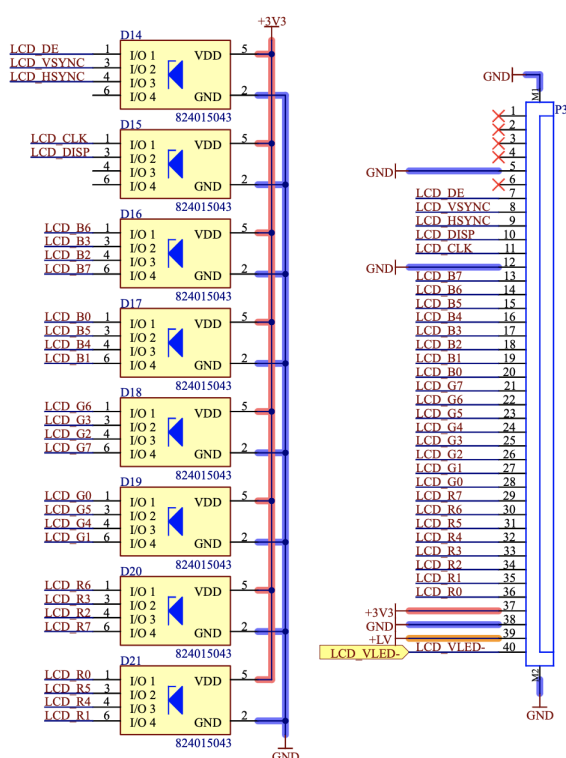 +3V3
D14
LCD_DE 1 I/O 1 VDD 5
LCD_VSYNC 3 I/O 2
LCD_HSYNC 4 I/O 3
6 I/O 4 GND 2
824015043
D15
LCD_CLK 1 I/O 1 VDD 5
LCD_DISP 3 I/O 2
4 I/O 3
6 I/O 4 GND 2
824015043
D16
LCD_B6 1 I/O 1 VDD 5
LCD_B3 3 I/O 2
LCD_B2 4 I/O 3
LCD_B7 6 I/O 4 GND 2
824015043
D17
LCD_B0 1 I/O 1 VDD 5
LCD_B5 3 I/O 2
LCD_B4 4 I/O 3
LCD_B1 6 I/O 4 GND 2
824015043
D18
LCD_G6 1 I/O 1 VDD 5
LCD_G3 3 I/O 2
LCD_G2 4 I/O 3
LCD_G7 6 I/O 4 GND 2
824015043
D19
LCD_G0 1 I/O 1 VDD 5
LCD_G5 3 I/O 2
LCD_G4 4 I/O 3
LCD_G1 6 I/O 4 GND 2
824015043
D20
LCD_R6 1 I/O 1 VDD 5
LCD_R3 3 I/O 2
LCD_R2 4 I/O 3
LCD_R7 6 I/O 4 GND 2
824015043
D21
LCD_R0 1 I/O 1 VDD 5
LCD_R5 3 I/O 2
LCD_R4 4 I/O 3
LCD_R1 6 I/O 4 GND 2
824015043
GND
GND
M1
P3
1
2
3
4
GND 5
6
LCD_DE 7
LCD_VSYNC 8
LCD_HSYNC 9
LCD_DISP 10
LCD_CLK 11
GND 12
LCD_B7 13
LCD_B6 14
LCD_B5 15
LCD_B4 16
LCD_B3 17
LCD_B2 18
LCD_B1 19
LCD_B0 20
LCD_G7 21
LCD_G6 22
LCD_G5 23
LCD_G4 24
LCD_G3 25
LCD_G2 26
LCD_G1 27
LCD_G0 28
LCD_R7 29
LCD_R6 30
LCD_R5 31
LCD_R4 32
LCD_R3 33
LCD_R2 34
LCD_R1 35
LCD_R0 36
+3V3 37
GND 38
+LV 39
LCD_VLED- LCD_VLED- 40
M2
GND